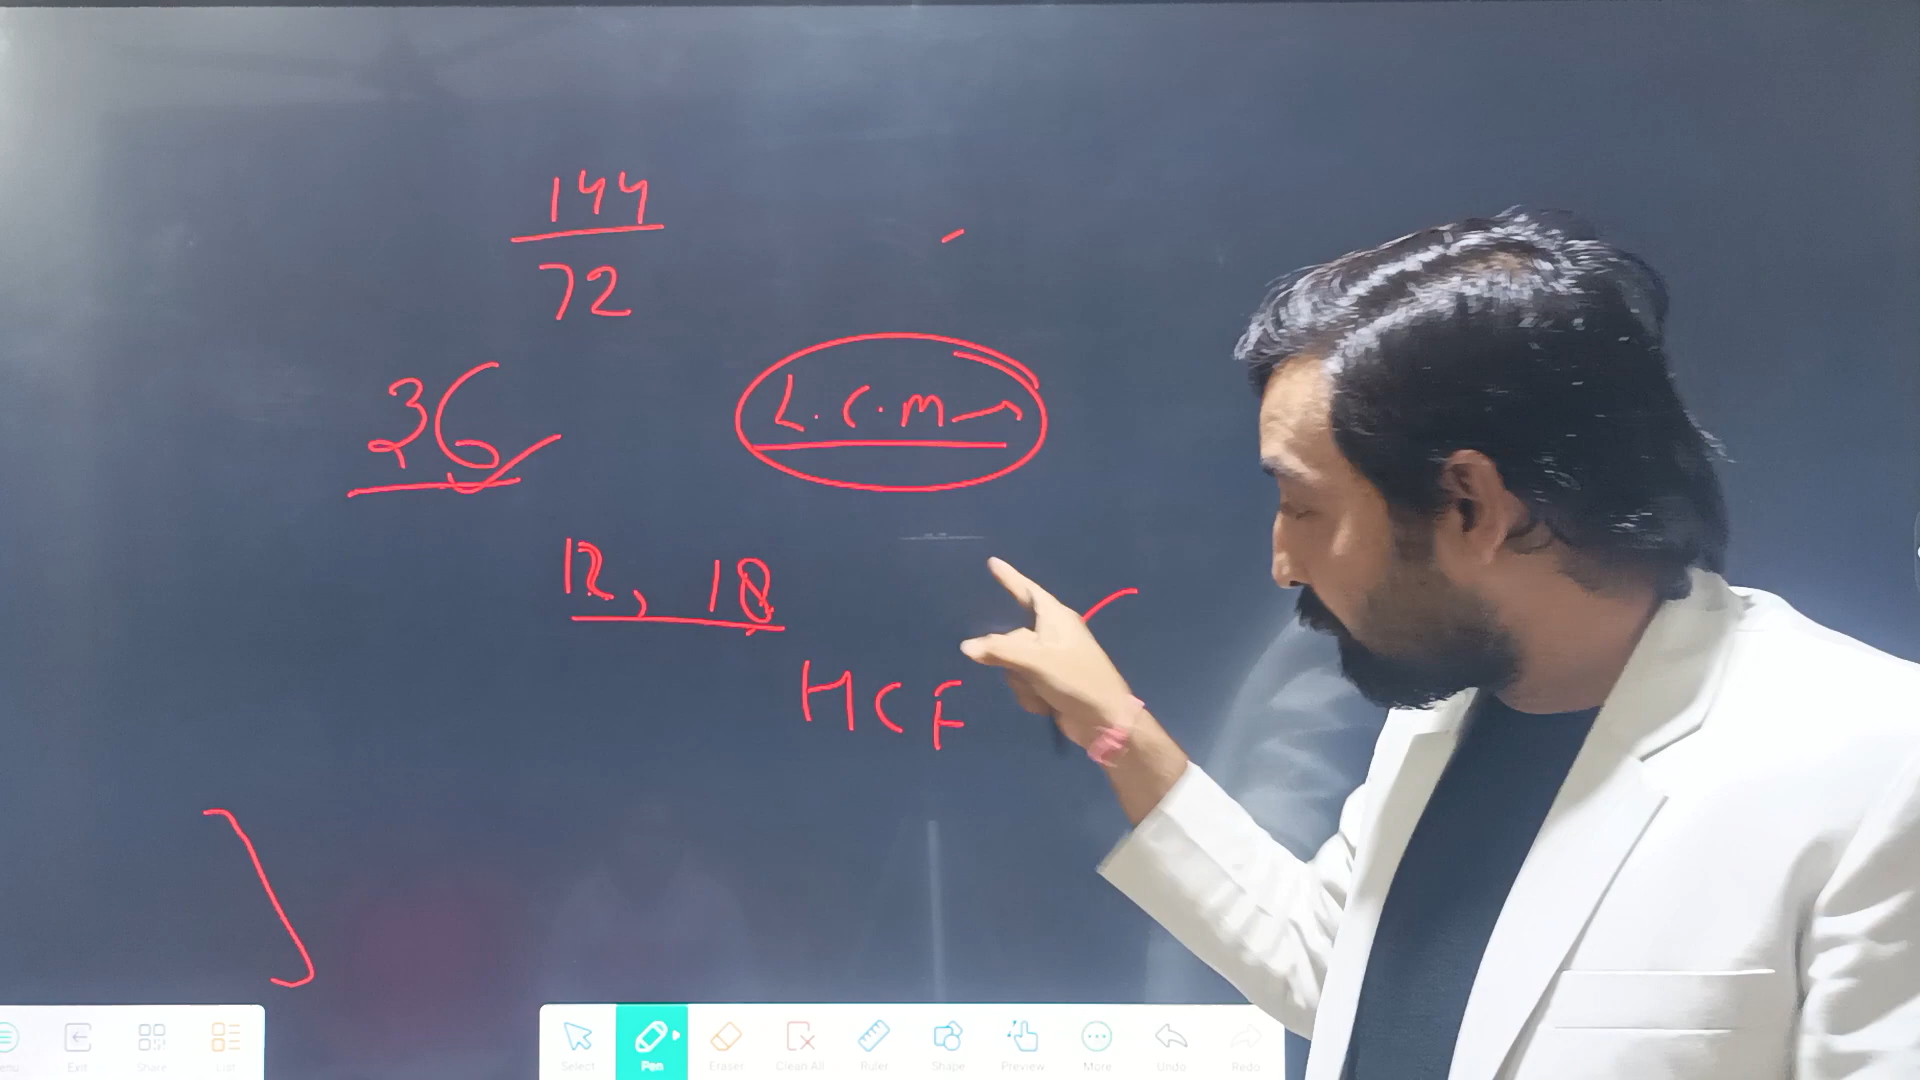 144
72
36
L.C.M
12, 18
HCF
Exit
Share
List
Select
Pen
Eraser
Clean All
Ruler
Shape
Preview
More
Undo
Redo